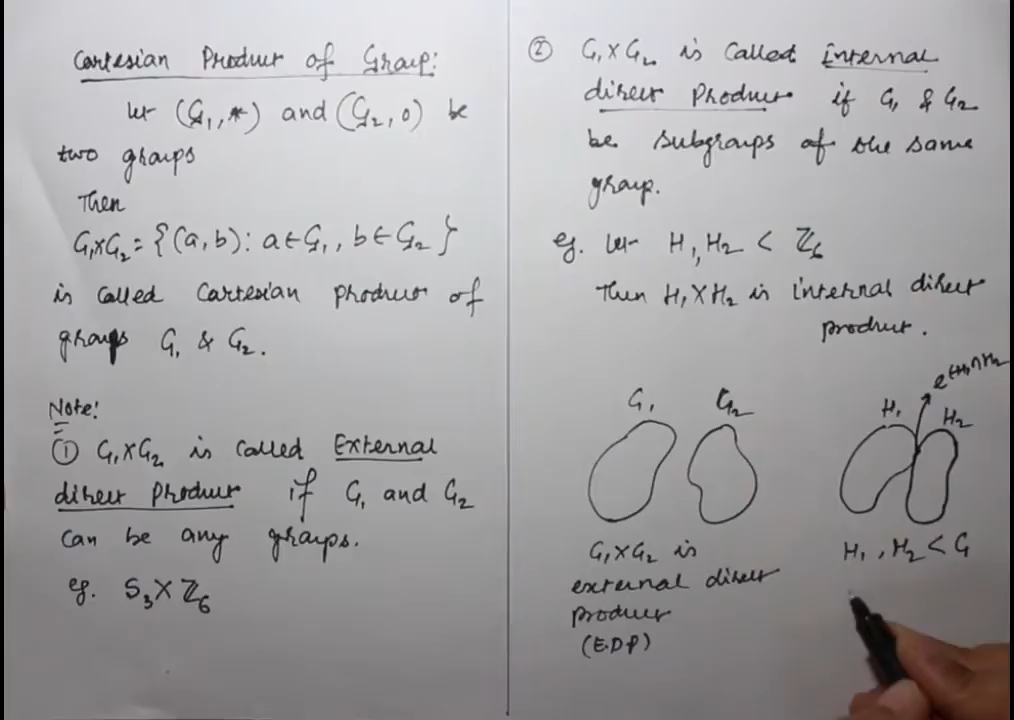 Cartesian Product of Group:
let (G₁,*) and (G₂,o) be
two groups
Then
G₁×G₂ = {(a,b): a∈G₁, b∈G₂}
is called Cartesian product of
groups G₁ & G₂.
Note:
① G₁×G₂ is called External
direct Product if G₁ and G₂
can be any groups.
eg. S₃×Z₆
② G₁×G₂ is called Internal
direct Product if G₁ & G₂
be subgroups of the same
group.
eg. let H₁,H₂ < Z₆
Then H₁×H₂ is internal direct
product.
G₁ G₂
G₁×G₂ is
external direct
product
(E.D.P)
e∈H₁∩H₂
H₁ H₂
H₁, H₂ < G